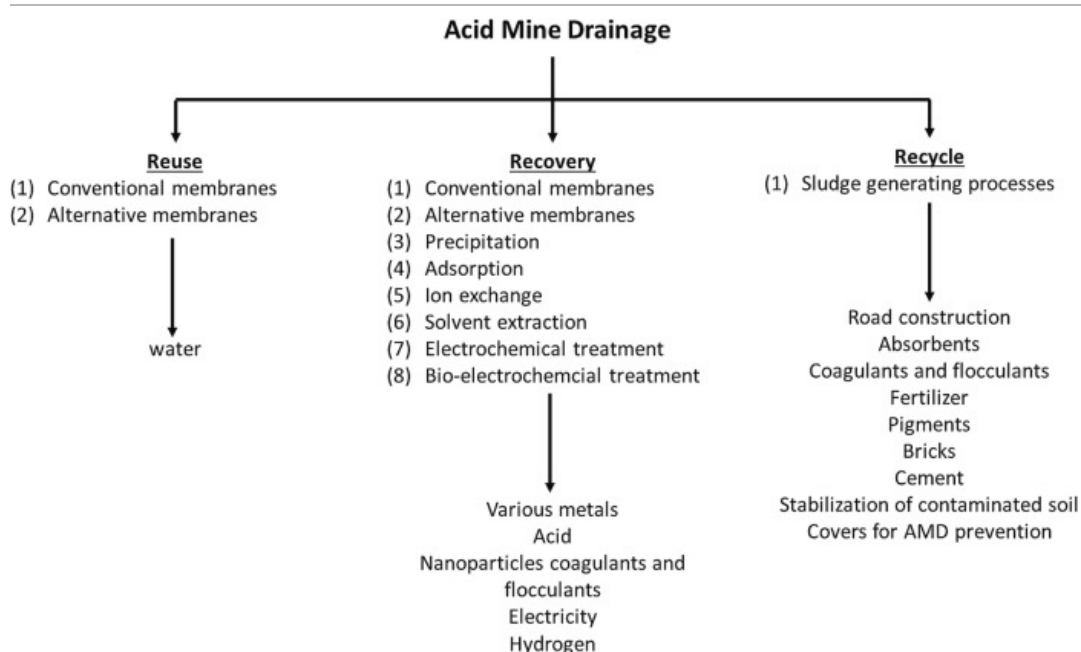 Acid Mine Drainage
Reuse
(1) Conventional membranes
(2) Alternative membranes
water
Recovery
(1) Conventional membranes
(2) Alternative membranes
(3) Precipitation
(4) Adsorption
(5) Ion exchange
(6) Solvent extraction
(7) Electrochemical treatment
(8) Bio-electrochemcial treatment
Various metals
Acid
Nanoparticles coagulants and
flocculants
Electricity
Hydrogen
Recycle
(1) Sludge generating processes
Road construction
Absorbents
Coagulants and flocculants
Fertilizer
Pigments
Bricks
Cement
Stabilization of contaminated soil
Covers for AMD prevention